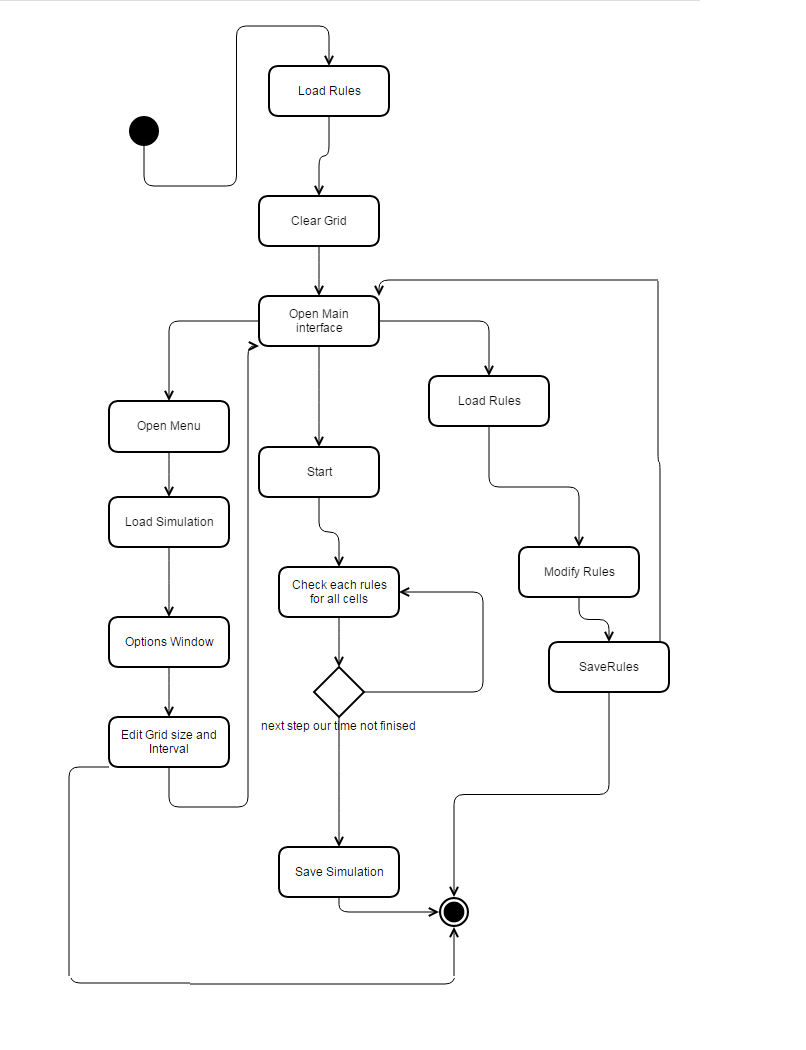 Load Rules
Clear Grid
Open Main
interface
Load Rules
Open Menu
Start
Load Simulation
Modify Rules
Check each rules
for all cells
Options Window
SaveRules
next step our time not finised
Edit Grid size and
Interval
Save Simulation